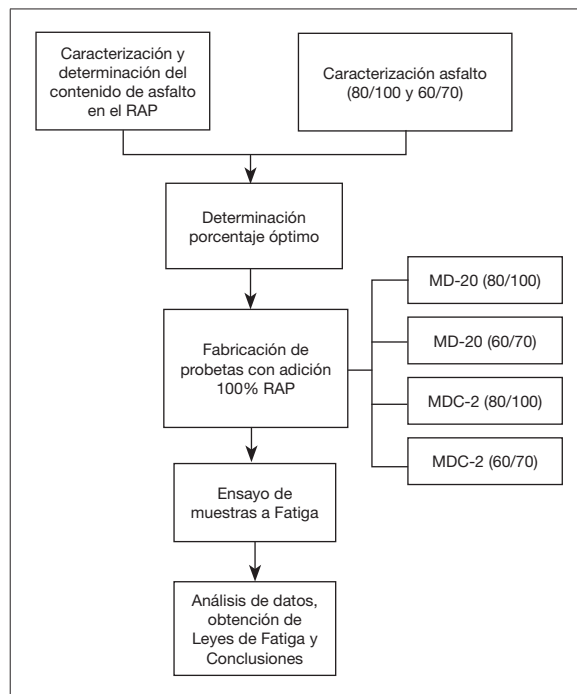 Caracterización y
determinación del
contenido de asfalto
en el RAP
Caracterización asfalto
(80/100 y 60/70)
Determinación
porcentaje óptimo
Fabricación de
probetas con adición
100% RAP
MD-20 (80/100)
MD-20 (60/70)
MDC-2 (80/100)
MDC-2 (60/70)
Ensayo de
muestras a Fatiga
Análisis de datos,
obtención de
Leyes de Fatiga y
Conclusiones